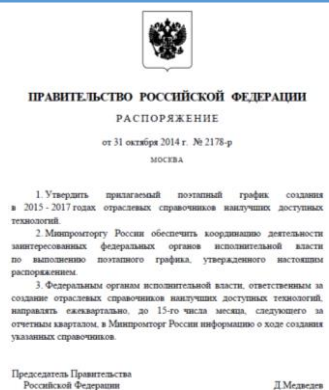 ПРАВИТЕЛЬСТВО РОССИЙСКОЙ ФЕДЕРАЦИИ
РАСПОРЯЖЕНИЕ
от 31 октября 2014 г. № 2178-р
МОСКВА
1. Утвердить прилагаемый поэтапный график создания
в 2015 - 2017 годах отраслевых справочников наилучших доступных
технологий.
2. Минпромторгу России обеспечить координацию деятельности
заинтересованных федеральных органов исполнительной власти
по выполнению поэтапного графика, утвержденного настоящим
распоряжением.
3. Федеральным органам исполнительной власти, ответственным за
создание отраслевых справочников наилучших доступных технологий,
направлять ежеквартально, до 15-го числа месяца, следующего за
отчетным кварталом, в Минпромторг России информацию о ходе создания
указанных справочников.
Председатель Правительства
Российской Федерации Д.Медведев